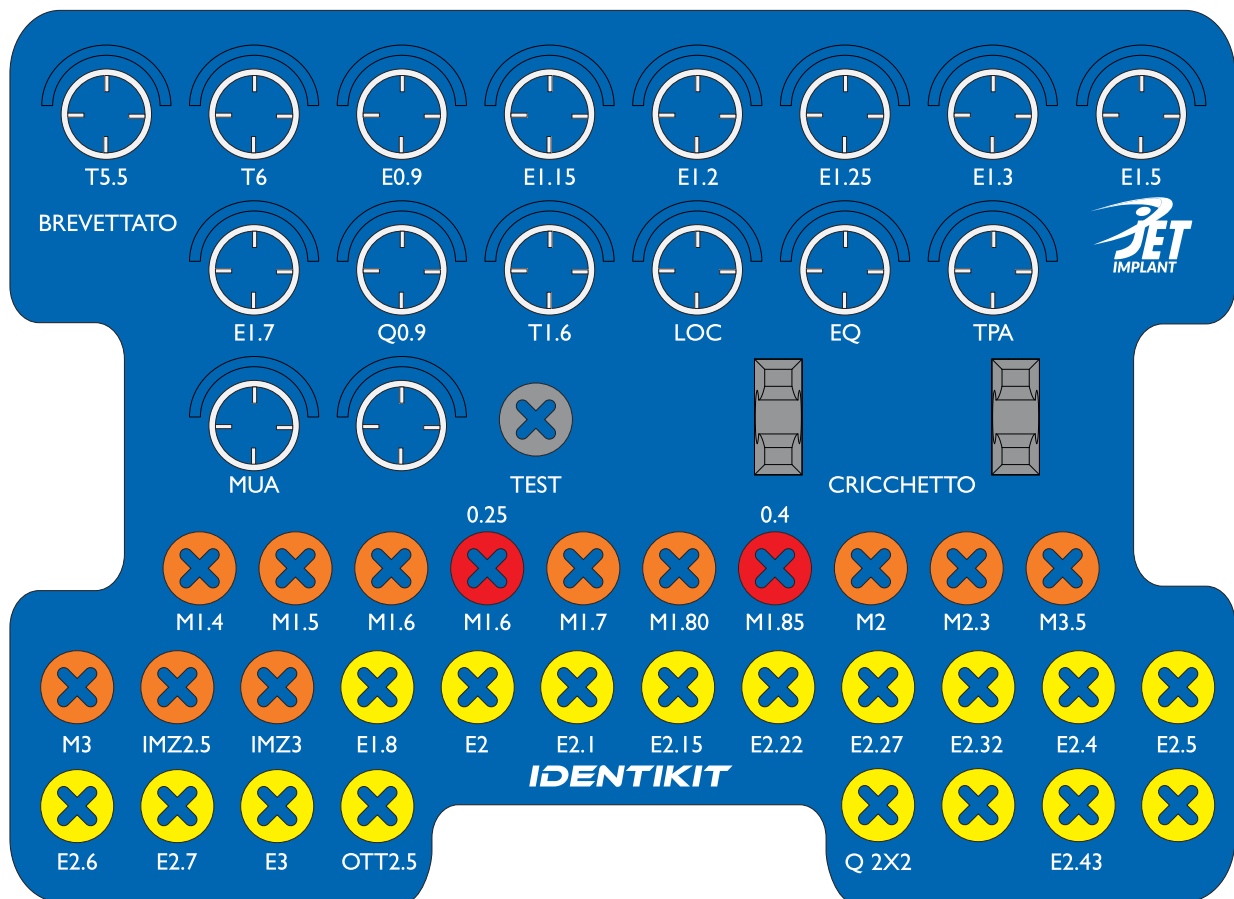 T5.5 T6 E0.9 E1.15 E1.2 E1.25 E1.3 E1.5
BREVETTATO
JET
IMPLANT
E1.7 Q0.9 T1.6 LOC EQ TPA
MUA TEST CRICCHETTO
0.25 0.4
M1.4 M1.5 M1.6 M1.6 M1.7 M1.80 M1.85 M2 M2.3 M3.5
M3 IMZ2.5 IMZ3 E1.8 E2 E2.1 E2.15 E2.22 E2.27 E2.32 E2.4 E2.5
IDENTIKIT
E2.6 E2.7 E3 OTT2.5 Q 2X2 E2.43